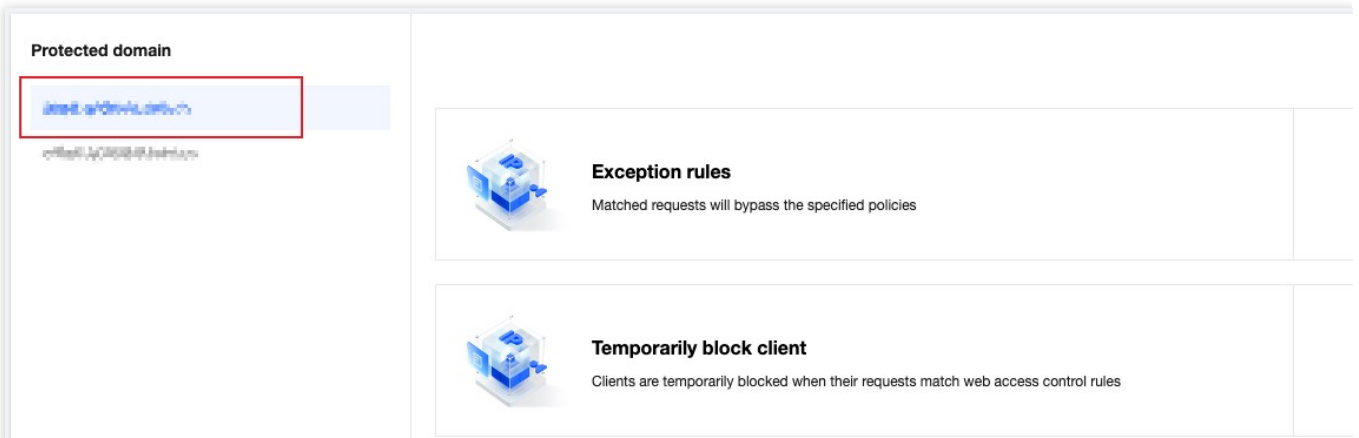 Protected domain
Exception rules
Matched requests will bypass the specified policies
Temporarily block client
Clients are temporarily blocked when their requests match web access control rules